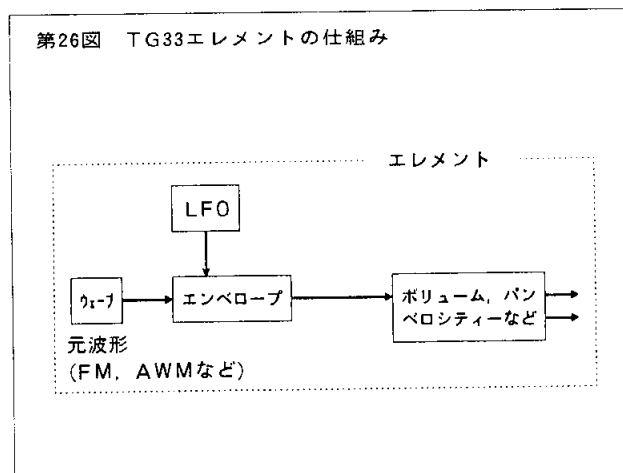 第26図 TG33エレメントの仕組み
エレメント
LFO
ウェーブ
エンベロープ
ボリューム, パン
ベロシティーなど
元波形
(FM, AWMなど)